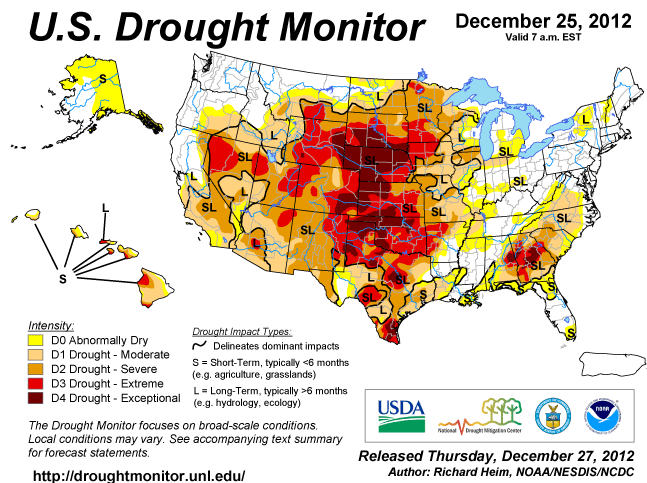 U.S. Drought Monitor
December 25, 2012
Valid 7 a.m. EST
S
L
S
L
SL
L
L
SL
L
SL
L
SL
SL
SL
L
SL
SL
SL
SL
L
SL
SL
L
S
S
S
S
SL
L
Intensity:
D0 Abnormally Dry
D1 Drought - Moderate
D2 Drought - Severe
D3 Drought - Extreme
D4 Drought - Exceptional
Drought Impact Types:
Delineates dominant impacts
S = Short-Term, typically <6 months
(e.g. agriculture, grasslands)
L = Long-Term, typically >6 months
(e.g. hydrology, ecology)
The Drought Monitor focuses on broad-scale conditions.
Local conditions may vary. See accompanying text summary
for forecast statements.
http://droughtmonitor.unl.edu/
USDA
National Drought Mitigation Center
NOAA
Released Thursday, December 27, 2012
Author: Richard Heim, NOAA/NESDIS/NCDC